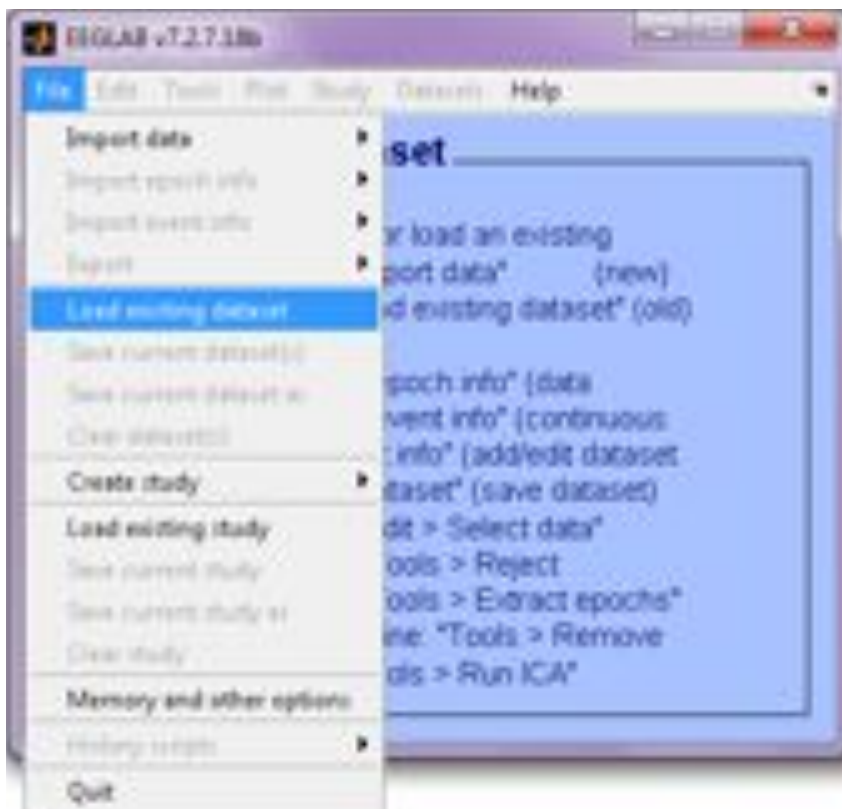 EEGLAB v7.2.7.18b
File Edit Tools Plot Study Datasets Help
Import data
Import epoch info
Import event info
Export
Load existing dataset
Save current dataset(s)
Save current dataset as
Clear dataset(s)
Create study
Load existing study
Save current study
Save current study as
Clear study
Memory and other options
History scripts
Quit
set
or load an existing
port data" (new)
d existing dataset" (old)
epoch info" (data
vent info" (continuous
info" (add/edit dataset
taset" (save dataset)
dit > Select data"
ools > Reject
ools > Extract epochs"
ine: "Tools > Remove
ols > Run ICA"